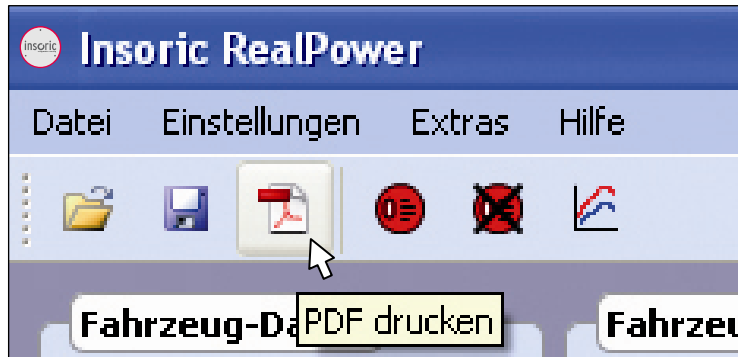 insoric Insoric RealPower
Datei Einstellungen Extras Hilfe
PDF drucken
Fahrzeug-Da Fahrzeu